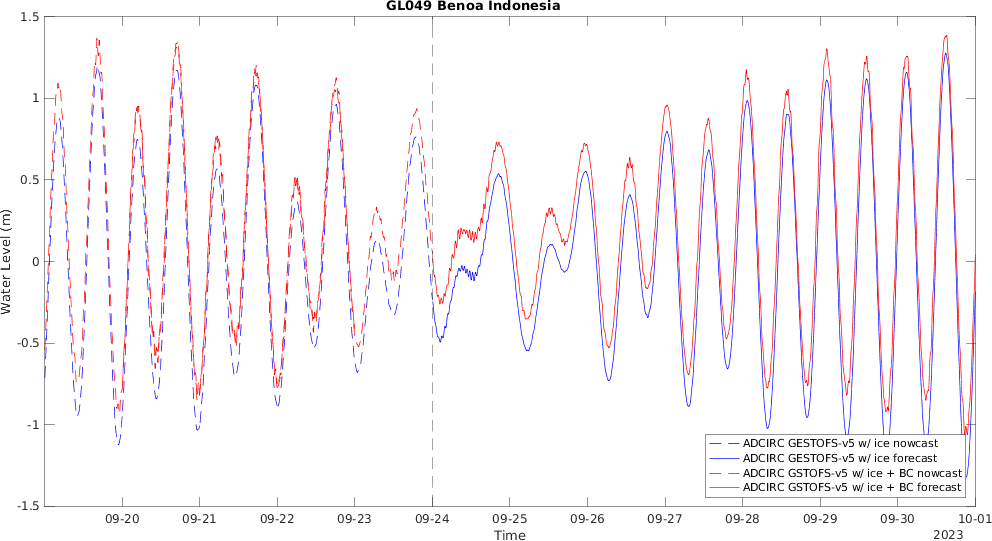 GL049 Benoa Indonesia
1.5
1
0.5
0
-0.5
-1
-1.5
Water Level (m)
ADCIRC GESTOFS-v5 w/ ice nowcast
ADCIRC GESTOFS-v5 w/ ice forecast
ADCIRC GSTOFS-v5 w/ ice + BC nowcast
ADCIRC GSTOFS-v5 w/ ice + BC forecast
09-20 09-21 09-22 09-23 09-24 09-25 09-26 09-27 09-28 09-29 09-30 10-01
Time
2023